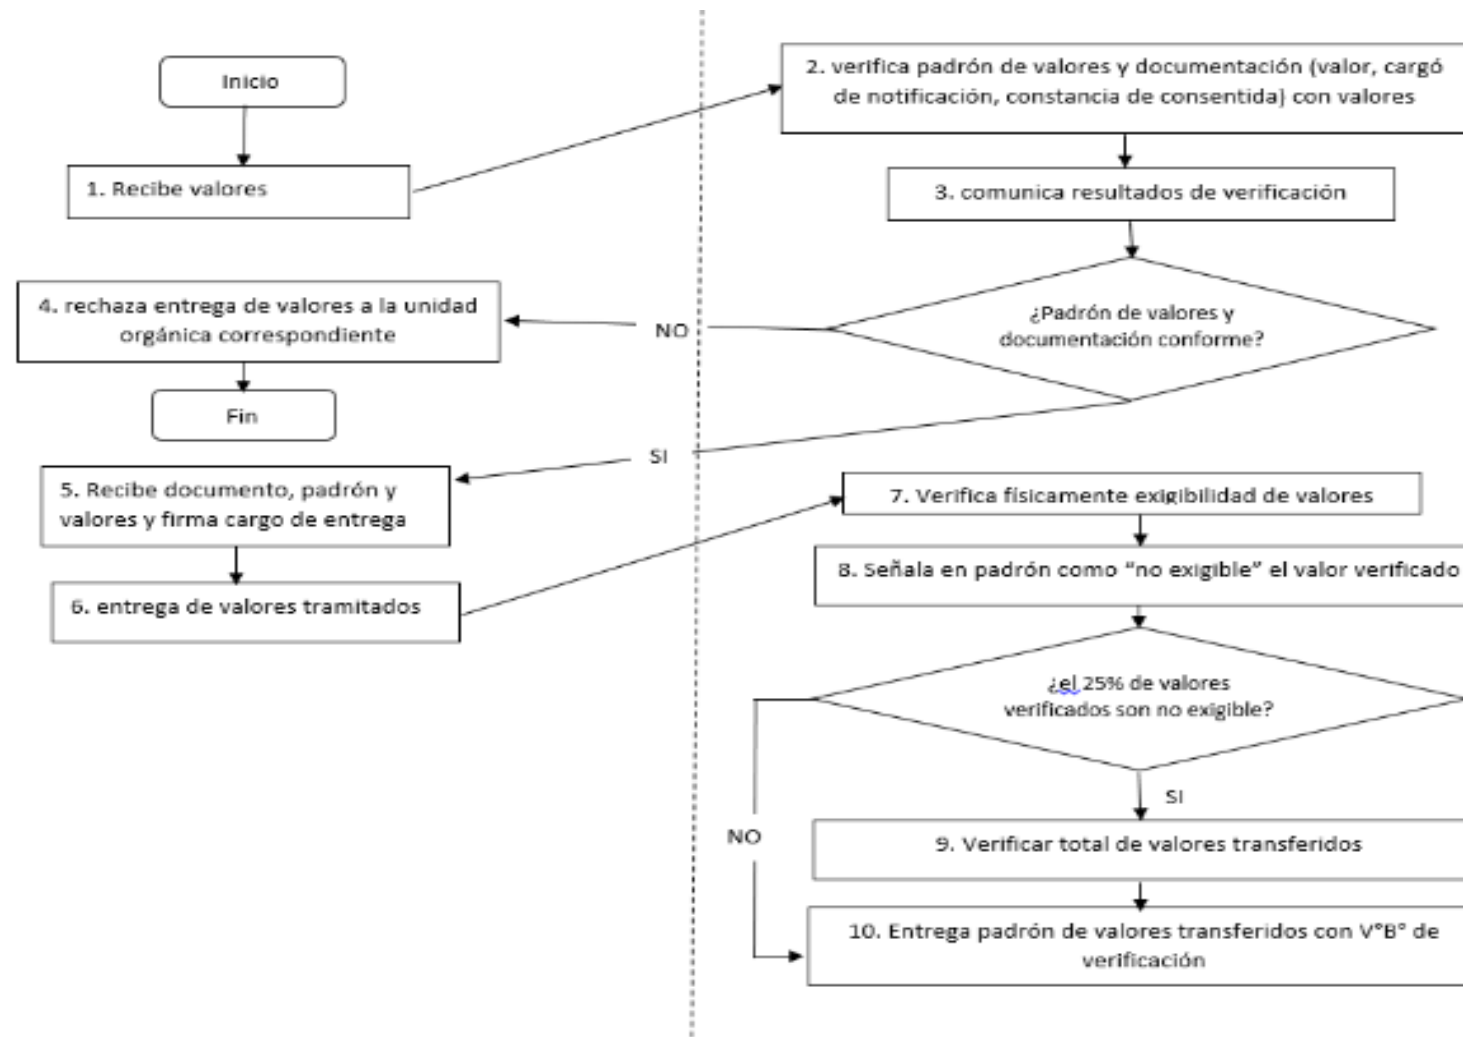 Inicio
1. Recibe valores
2. verifica padrón de valores y documentación (valor, cargó
de notificación, constancia de consentida) con valores
3. comunica resultados de verificación
¿Padrón de valores y
documentación conforme?
NO
4. rechaza entrega de valores a la unidad
orgánica correspondiente
Fin
SI
5. Recibe documento, padrón y
valores y firma cargo de entrega
6. entrega de valores tramitados
7. Verifica físicamente exigibilidad de valores
8. Señala en padrón como “no exigible” el valor verificado
¿el 25% de valores
verificados son no exigible?
SI
NO
9. Verificar total de valores transferidos
10. Entrega padrón de valores transferidos con V°B° de
verificación